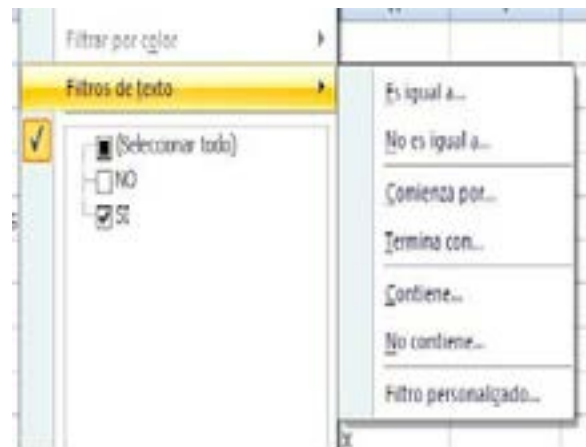 Filtrar por color
Filtros de texto
(Seleccionar todo)
NO
SI
Es igual a...
No es igual a...
Comienza por...
Termina con...
Contiene...
No contiene...
Filtro personalizado...